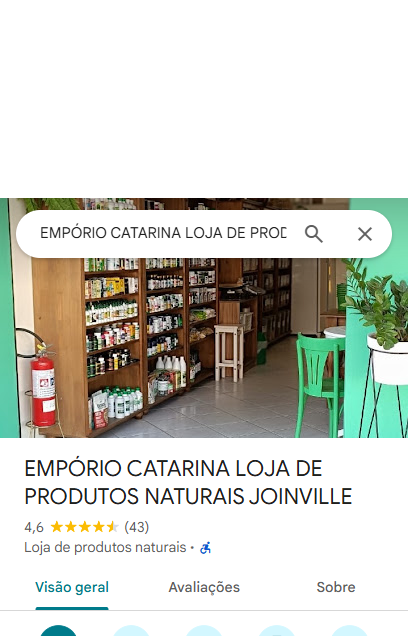 EMPÓRIO CATARINA LOJA DE PROD
EMPÓRIO CATARINA LOJA DE
PRODUTOS NATURAIS JOINVILLE
4,6 (43)
Loja de produtos naturais ·
Visão geral Avaliações Sobre